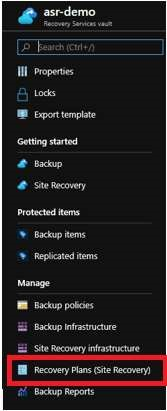 asr-demo
Recovery Services vault
Search (Ctrl+/)
Properties
Locks
Export template
Getting started
Backup
Site Recovery
Protected items
Backup items
Replicated items
Manage
Backup policies
Backup Infrastructure
Site Recovery infrastructure
Recovery Plans (Site Recovery)
Backup Reports